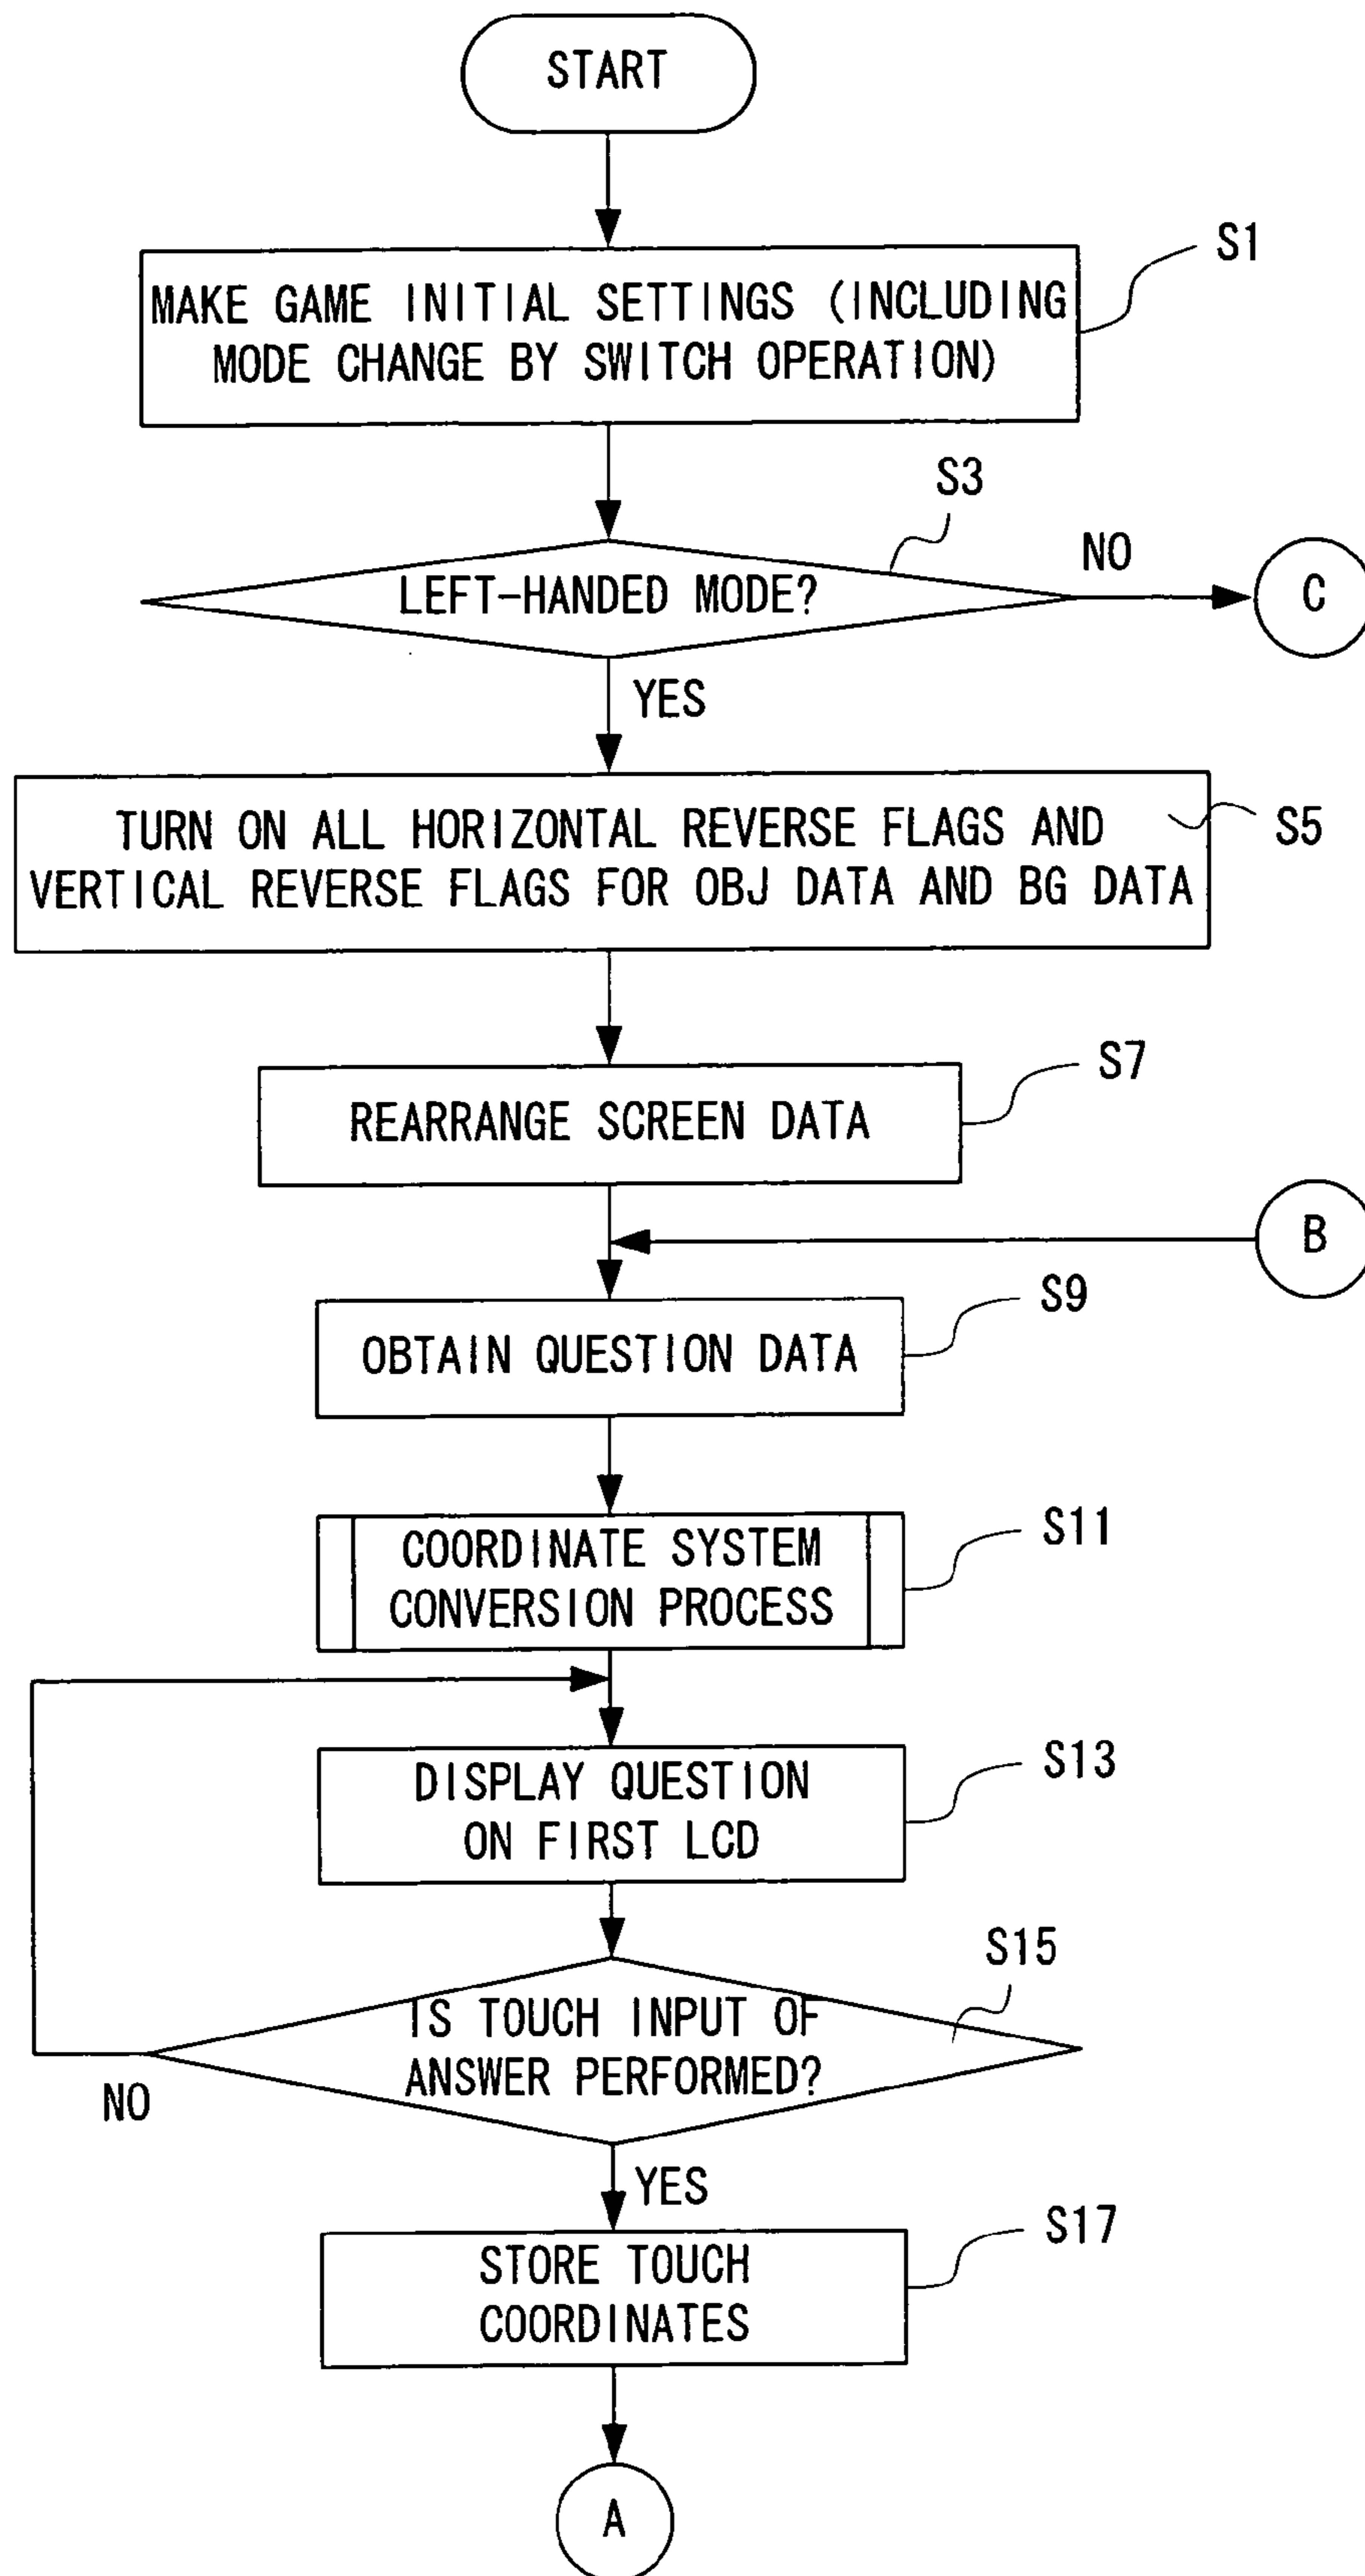 START
S1
MAKE GAME INITIAL SETTINGS (INCLUDING
MODE CHANGE BY SWITCH OPERATION)
S3
LEFT-HANDED MODE?
NO
C
YES
S5
TURN ON ALL HORIZONTAL REVERSE FLAGS AND
VERTICAL REVERSE FLAGS FOR OBJ DATA AND BG DATA
S7
REARRANGE SCREEN DATA
B
S9
OBTAIN QUESTION DATA
S11
COORDINATE SYSTEM
CONVERSION PROCESS
S13
DISPLAY QUESTION
ON FIRST LCD
S15
IS TOUCH INPUT OF
ANSWER PERFORMED?
NO
YES
S17
STORE TOUCH
COORDINATES
A